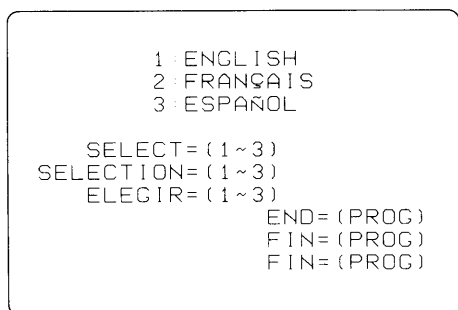 1:ENGLISH
2:FRANÇAIS
3:ESPAÑOL
SELECT=(1~3)
SELECTION=(1~3)
ELEGIR=(1~3)
END=(PROG)
FIN=(PROG)
FIN=(PROG)